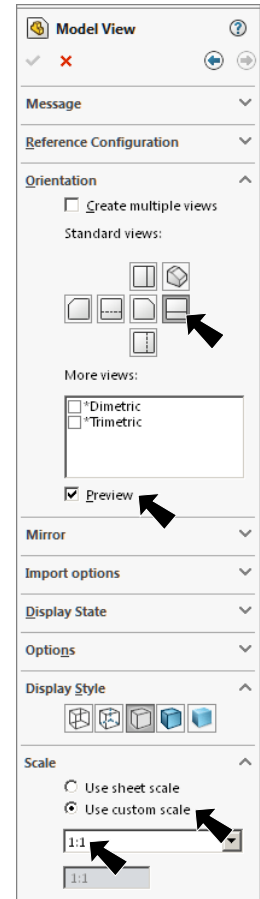 Model View
Message
Reference Configuration
Orientation
Create multiple views
Standard views:
More views:
*Dimetric
*Trimetric
Preview
Mirror
Import options
Display State
Options
Display Style
Scale
Use sheet scale
Use custom scale
1:1
1:1